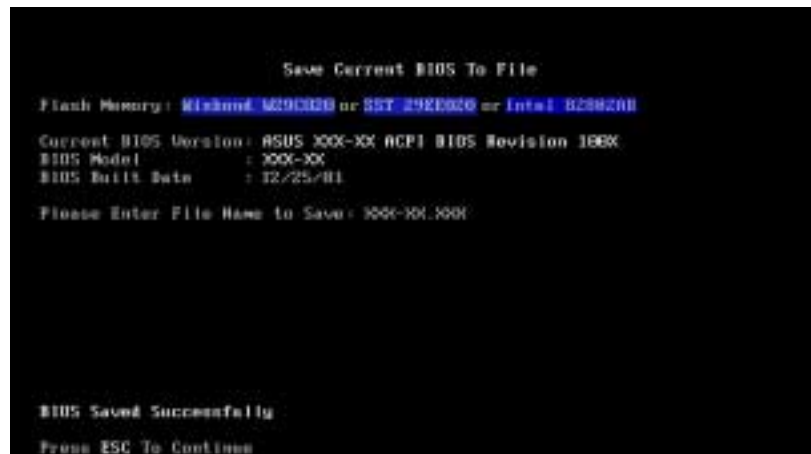 Save Current BIOS To File
Flash Memory: Winbond W29C020 or SST 29EE020 or Intel 82802AB
Current BIOS Version: ASUS XXX-XX ACPI BIOS Revision 100X
BIOS Model : XXX-XX
BIOS Built Date : 12/25/01
Please Enter File Name to Save: XXX-XX.XXX
BIOS Saved Successfully
Press ESC To Continue